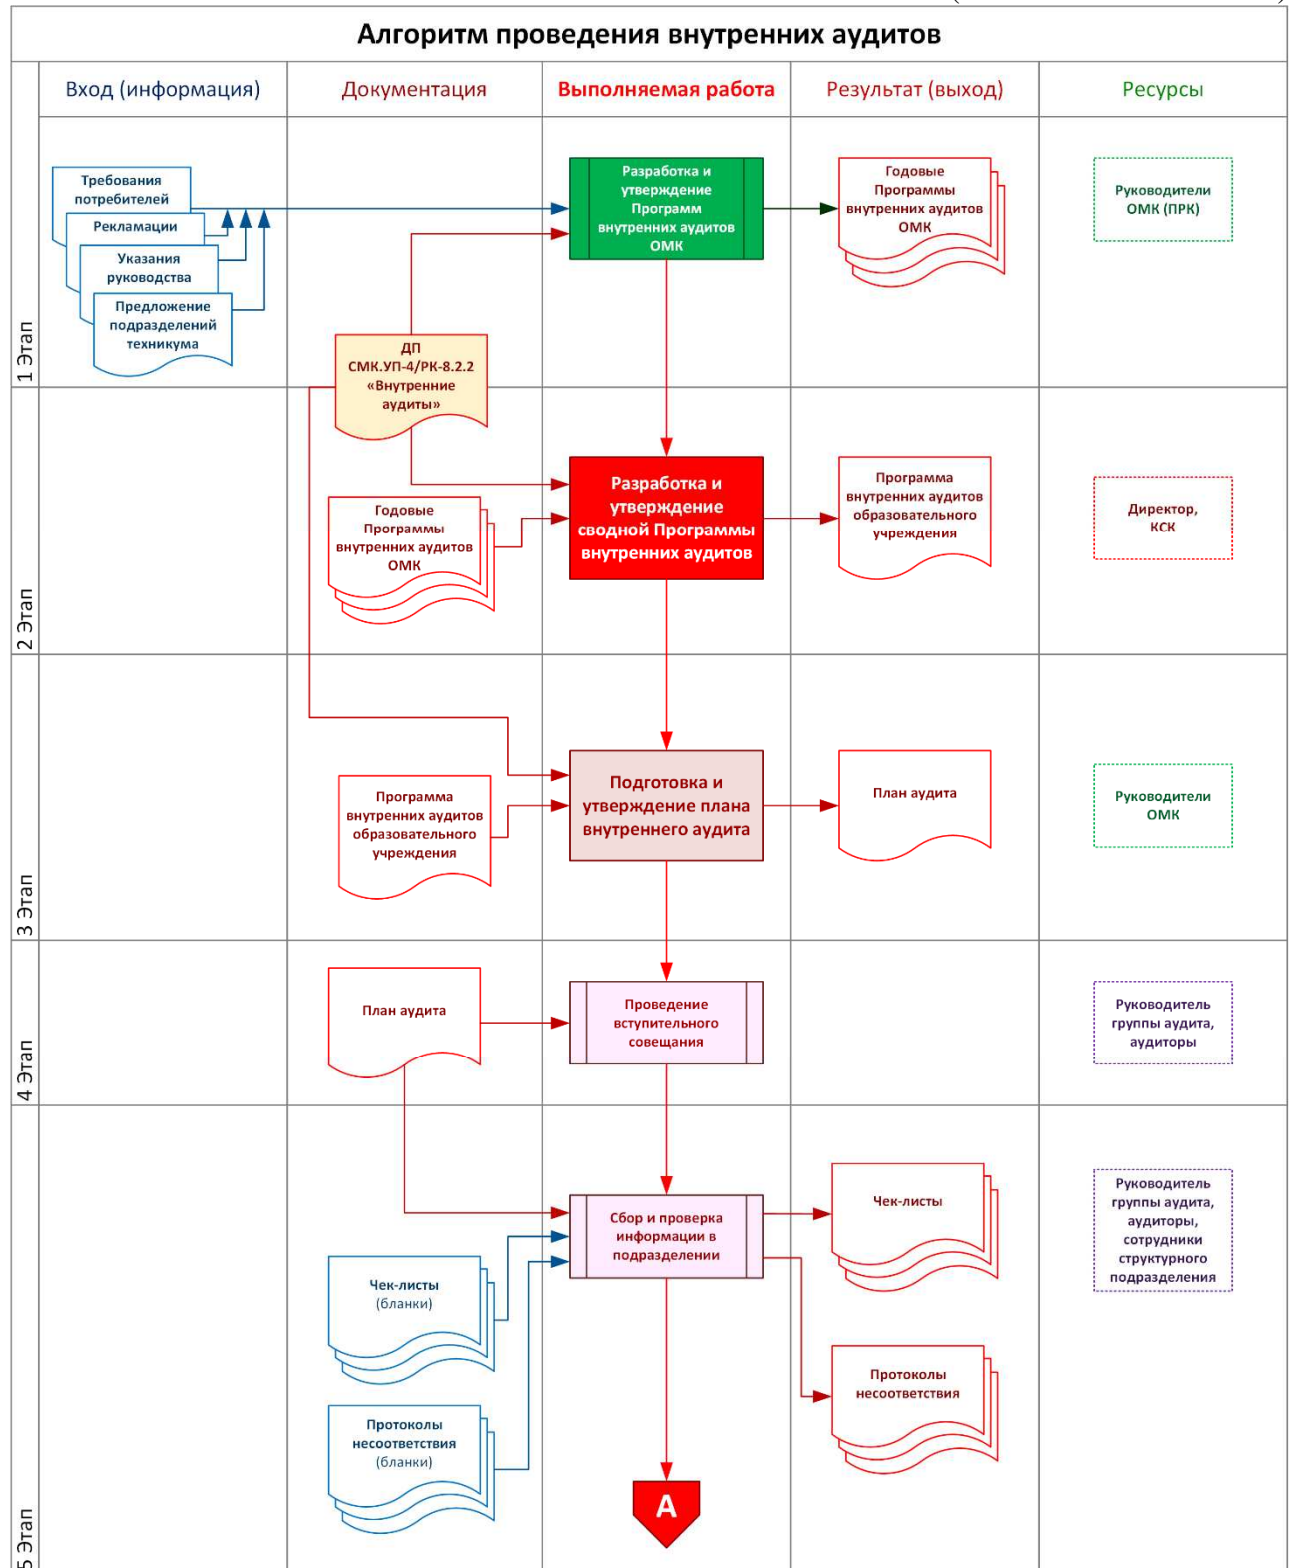 Алгоритм проведения внутренних аудитов
Вход (информация)
Документация
Выполняемая работа
Результат (выход)
Ресурсы
1 Этап
Требования
потребителей
Рекламации
Указания
руководства
Предложение
подразделений
техникума
ДП
СМК.УП-4/РК-8.2.2
«Внутренние
аудиты»
Разработка и
утверждение
Программ
внутренних аудитов
ОМК
Годовые
Программы
внутренних аудитов
ОМК
Руководители
ОМК (ПРК)
2 Этап
Годовые
Программы
внутренних аудитов
ОМК
Разработка и
утверждение
сводной Программы
внутренних аудитов
Программа
внутренних аудитов
образовательного
учреждения
Директор,
КСК
3 Этап
Программа
внутренних аудитов
образовательного
учреждения
Подготовка и
утверждение плана
внутреннего аудита
План аудита
Руководители
ОМК
4 Этап
План аудита
Проведение
вступительного
совещания
Руководитель
группы аудита,
аудиторы
5 Этап
Чек-листы
(бланки)
Протоколы
несоответствия
(бланки)
Сбор и проверка
информации в
подразделении
Чек-листы
Протоколы
несоответствия
Руководитель
группы аудита,
аудиторы,
сотрудники
структурного
подразделения
А